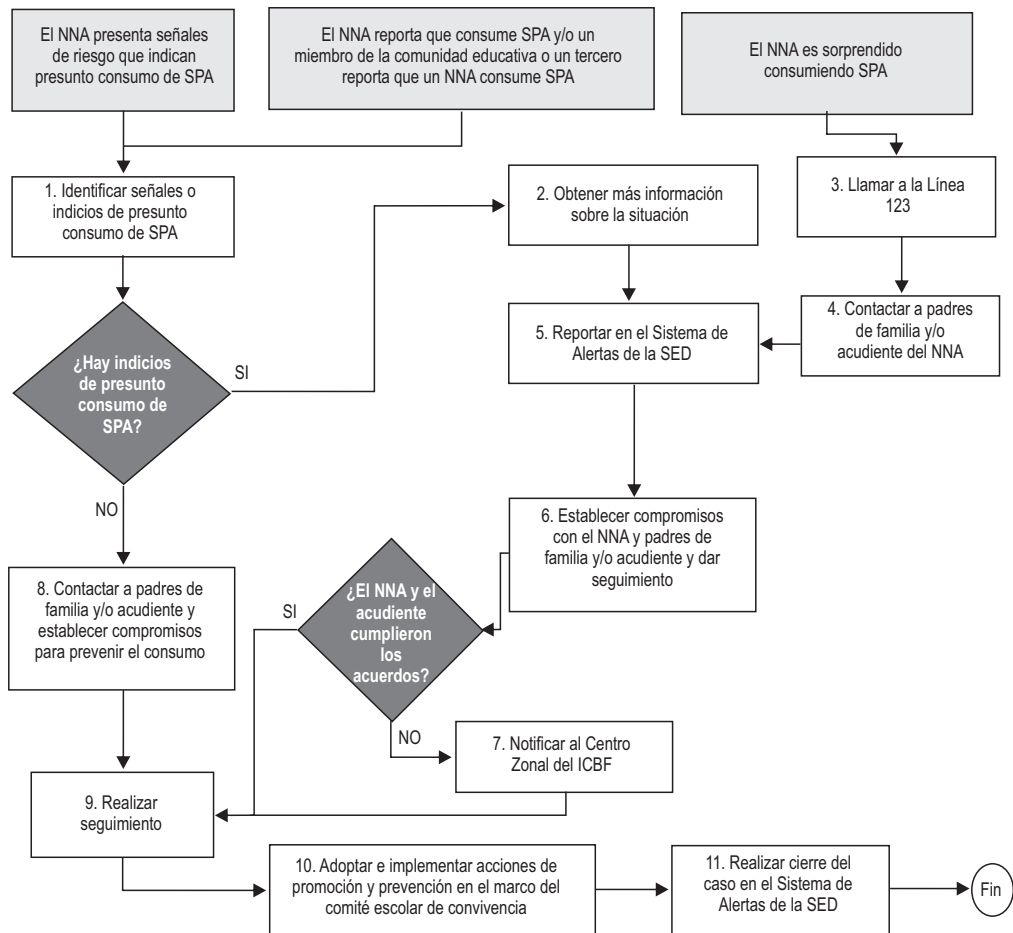 El NNA presenta señales
de riesgo que indican
presunto consumo de SPA
El NNA reporta que consume SPA y/o un
miembro de la comunidad educativa o un tercero
reporta que un NNA consume SPA
El NNA es sorprendido
consumiendo SPA
1. Identificar señales o
indicios de presunto
consumo de SPA
2. Obtener más información
sobre la situación
3. Llamar a la Línea
123
4. Contactar a padres
de familia y/o
acudiente del NNA
5. Reportar en el Sistema de
Alertas de la SED
¿Hay indicios
de presunto
consumo de
SPA?
SI
NO
6. Establecer compromisos
con el NNA y padres de
familia y/o acudiente y dar
seguimiento
¿El NNA y el
acudiente
cumplieron
los
acuerdos?
SI
NO
7. Notificar al Centro
Zonal del ICBF
8. Contactar a padres de
familia y/o acudiente y
establecer compromisos
para prevenir el consumo
9. Realizar
seguimiento
10. Adoptar e implementar acciones de
promoción y prevención en el marco del
comité escolar de convivencia
11. Realizar cierre del
caso en el Sistema de
Alertas de la SED
Fin